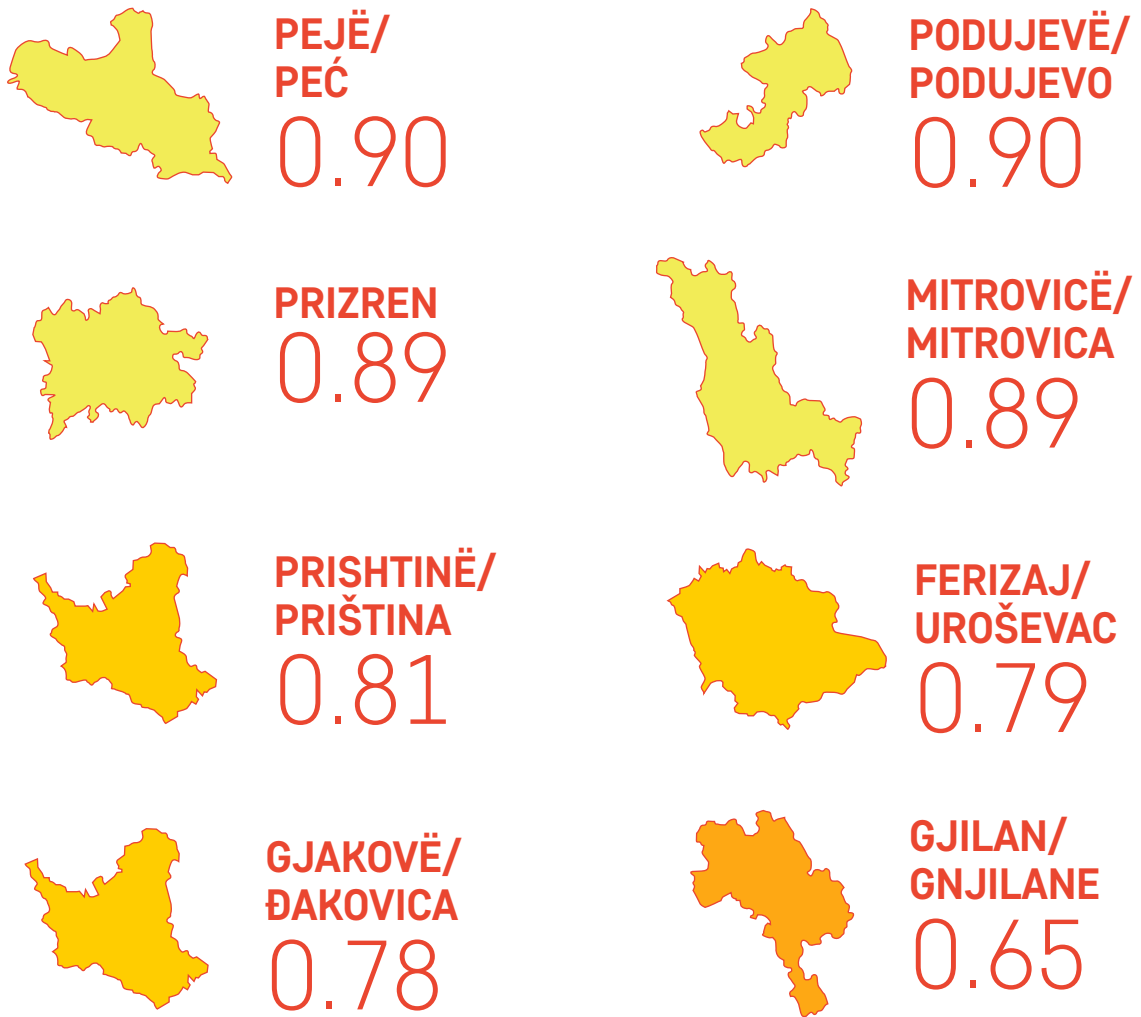 PEJË/
PEĆ
0.90
PODUJEVË/
PODUJEVO
0.90
PRIZREN
0.89
MITROVICË/
MITROVICA
0.89
PRISHTINË/
PRIŠTINA
0.81
FERIZAJ/
UROŠEVAC
0.79
GJAKOVË/
ĐAKOVICA
0.78
GJILAN/
GNJILANE
0.65